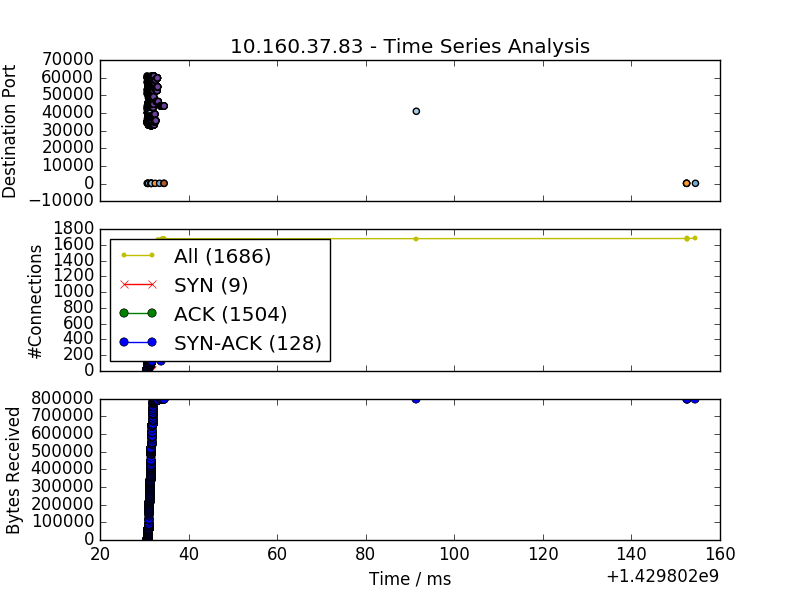 10.160.37.83 - Time Series Analysis
70000
60000
50000
40000
30000
20000
10000
0
−10000
Destination Port
1800
1600
1400
1200
1000
800
600
400
200
0
#Connections
All (1686)
SYN (9)
ACK (1504)
SYN-ACK (128)
800000
700000
600000
500000
400000
300000
200000
100000
0
Bytes Received
20 40 60 80 100 120 140 160
Time / ms
+1.429802e9